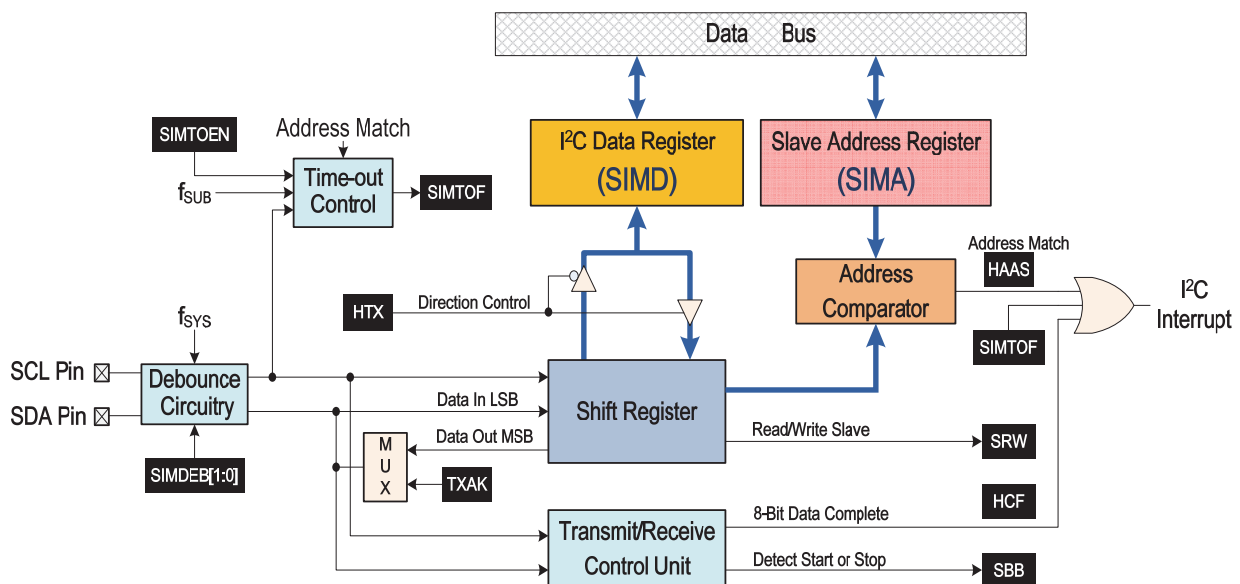 Data Bus
SIMTOEN
Address Match
I²C Data Register
(SIMD)
Slave Address Register
(SIMA)
fSUB
Time-out
Control
SIMTOF
Address Match
HAAS
HTX
Direction Control
Address
Comparator
I²C
Interrupt
SIMTOF
fSYS
SCL Pin
SDA Pin
Debounce
Circuitry
Data In LSB
Shift Register
Data Out MSB
Read/Write Slave
SRW
MUX
SIMDEB[1:0]
TXAK
HCF
Transmit/Receive
Control Unit
8-Bit Data Complete
Detect Start or Stop
SBB